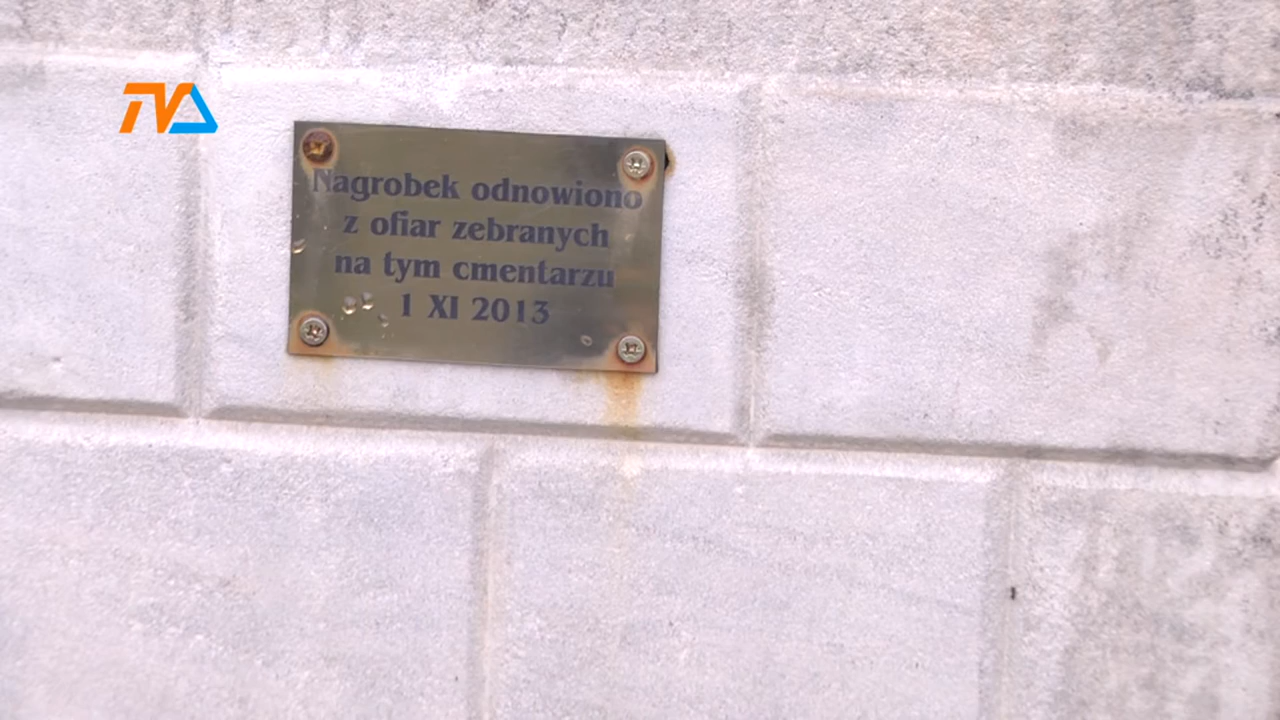 TVA
Nagrobek odnowiono
z ofiar zebranych
na tym cmentarzu
1 XI 2013